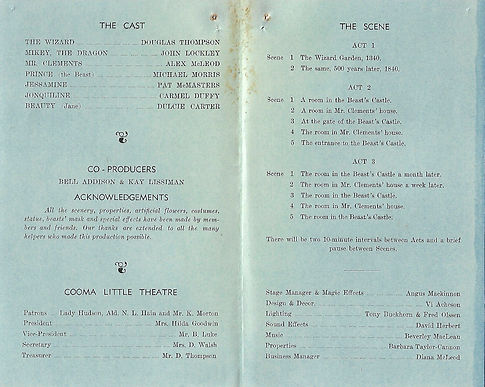 THE CAST
THE WIZARD DOUGLAS THOMPSON
MIKEY, THE DRAGON JOHN LOCKLEY
MR. CLEMENTS ALEX McLEOD
PRINCE (the Beast) MICHAEL MORRIS
JESSAMINE PAT McMASTERS
JONQUILINE CARMEL DUFFY
BEAUTY Jane) DULCIE CARTER
CO-PRODUCERS
BELL ADDISON & KAY LISSIMAN
ACKNOWLEDGEMENTS
All the scenery, properties, artificial flowers, costumes,
status, beasts' mask and special effects have been made by mem-
bers and friends. Our thanks are extended to all the many
helpers who made this production possible.
COOMA LITTLE THEATRE
Patrons Lady Hudson, Ald. N. L. Hain and Mr. K. Morton
President Mrs. Hilda Goodwin
Vice-President Mr. B. Luke
Secretary Mrs. D. Walsh
Treasurer Mr. D. Thompson
THE SCENE
ACT 1
Scene 1 The Wizard Garden, 1340.
2 The same, 500 years later, 1840.
ACT 2
Scene 1 A room in the Beast's Castle.
2 A room in Mr. Clements' house.
3 At the gate of the Beast's Castle.
4 The room in Mr. Clements' house.
5 The entrance to the Beast's Castle.
ACT 3
Scene 1 The room in the Beast's Castle a month later.
2 The room in Mr. Clements' house a week later.
3 The room in the Beast's Castle.
4 The room in Mr. Clements' house.
5 The room in the Beast's Castle.
There will be two 10-minute intervals between Acts and a brief
pause between Scenes.
Stage Manager & Magic Effects Angus Mackinnon
Design & Decor Vi Acheson
Lighting Tony Buckhorn & Fred Olssen
Sound Effects David Herbert
Music Beverley MacLean
Properties Barbara Taylor-Cannon
Business Manager Diana McLeod